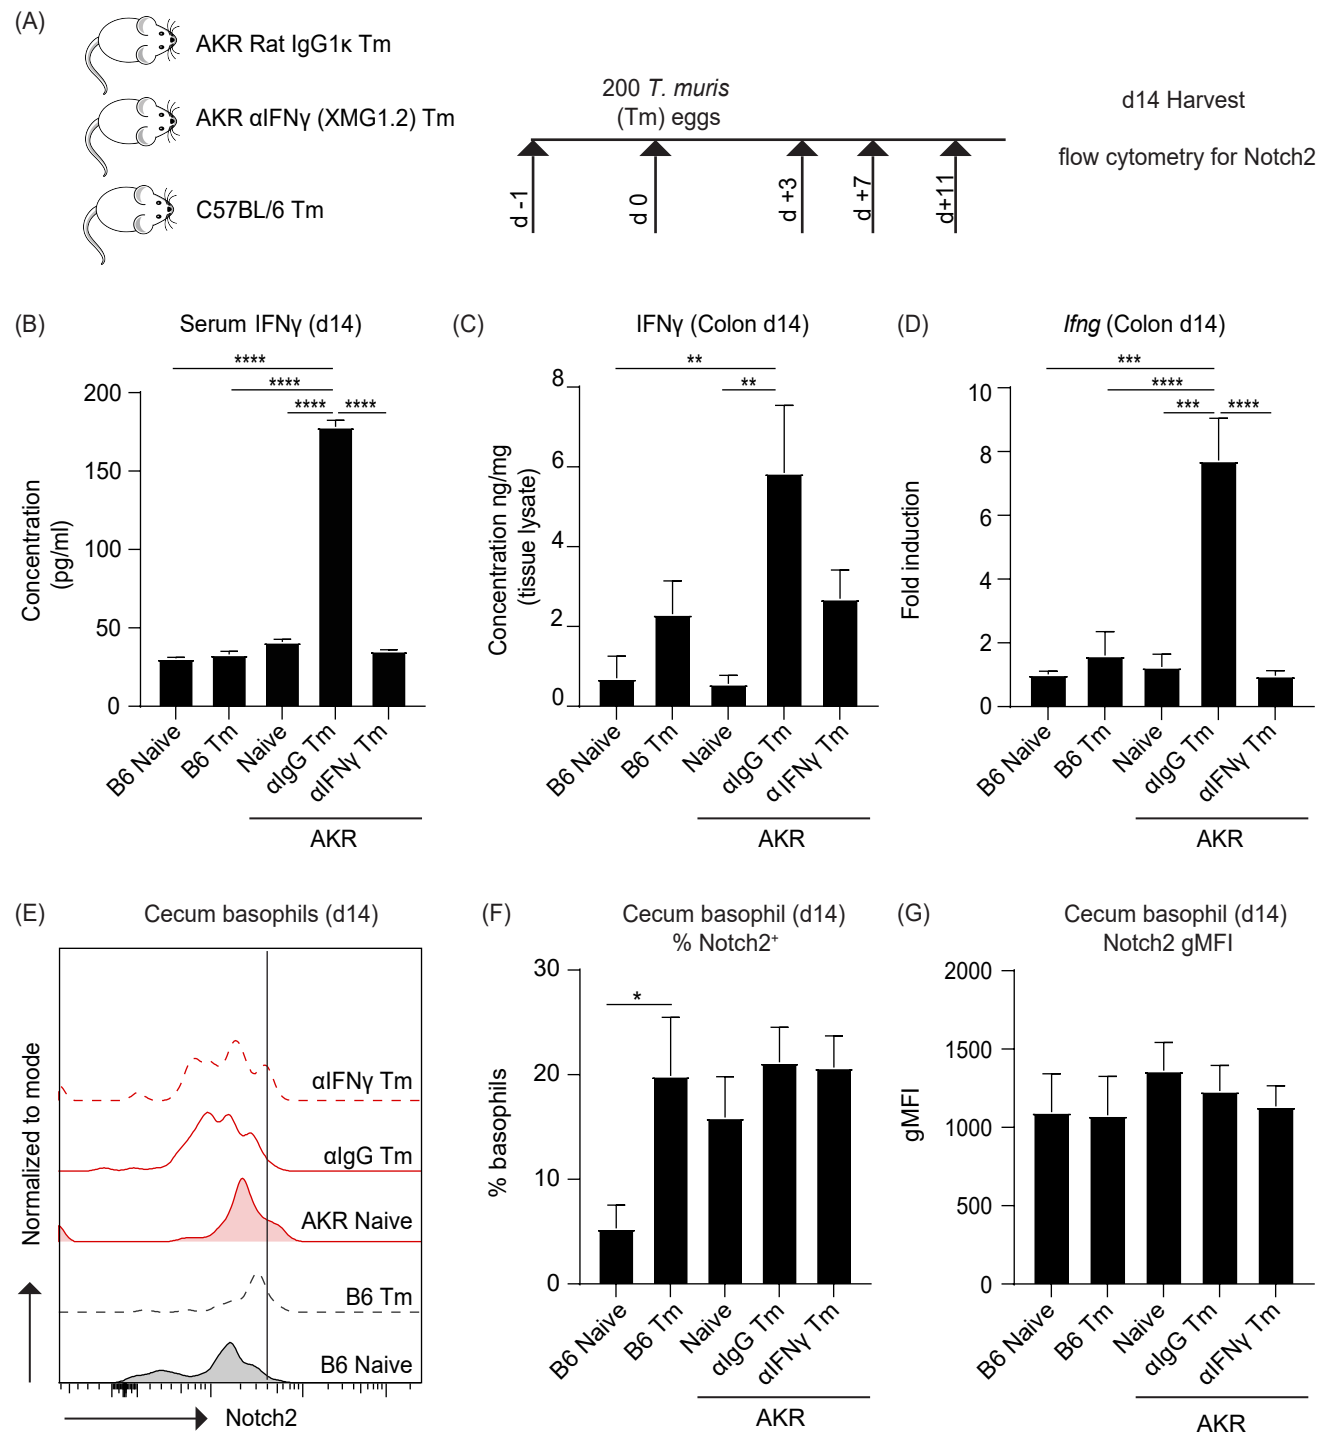 (A)
AKR Rat IgG1κ Tm
AKR αIFNγ (XMG1.2) Tm
C57BL/6 Tm
200 T. muris
(Tm) eggs
d -1
d 0
d +3
d +7
d+11
d14 Harvest
flow cytometry for Notch2
(B)
Serum IFNγ (d14)
****
****
**** ****
Concentration
(pg/ml)
200
150
100
50
0
B6 Naive
B6 Tm
Naive
αIgG Tm
αIFNγ Tm
AKR
(C)
IFNγ (Colon d14)
**
**
Concentration ng/mg
(tissue lysate)
8
6
4
2
0
B6 Naive
B6 Tm
Naive
αIgG Tm
αIFNγ Tm
AKR
(D)
Ifng (Colon d14)
***
****
*** ****
Fold induction
10
8
6
4
2
0
B6 Naive
B6 Tm
Naive
αIgG Tm
αIFNγ Tm
AKR
(E)
Cecum basophils (d14)
Normalized to mode
αIFNγ Tm
αIgG Tm
AKR Naive
B6 Tm
B6 Naive
Notch2
(F)
Cecum basophil (d14)
% Notch2⁺
*
% basophils
30
20
10
0
B6 Naive
B6 Tm
Naive
αIgG Tm
αIFNγ Tm
AKR
(G)
Cecum basophil (d14)
Notch2 gMFI
gMFI
2000
1500
1000
500
0
B6 Naive
B6 Tm
Naive
αIgG Tm
αIFNγ Tm
AKR